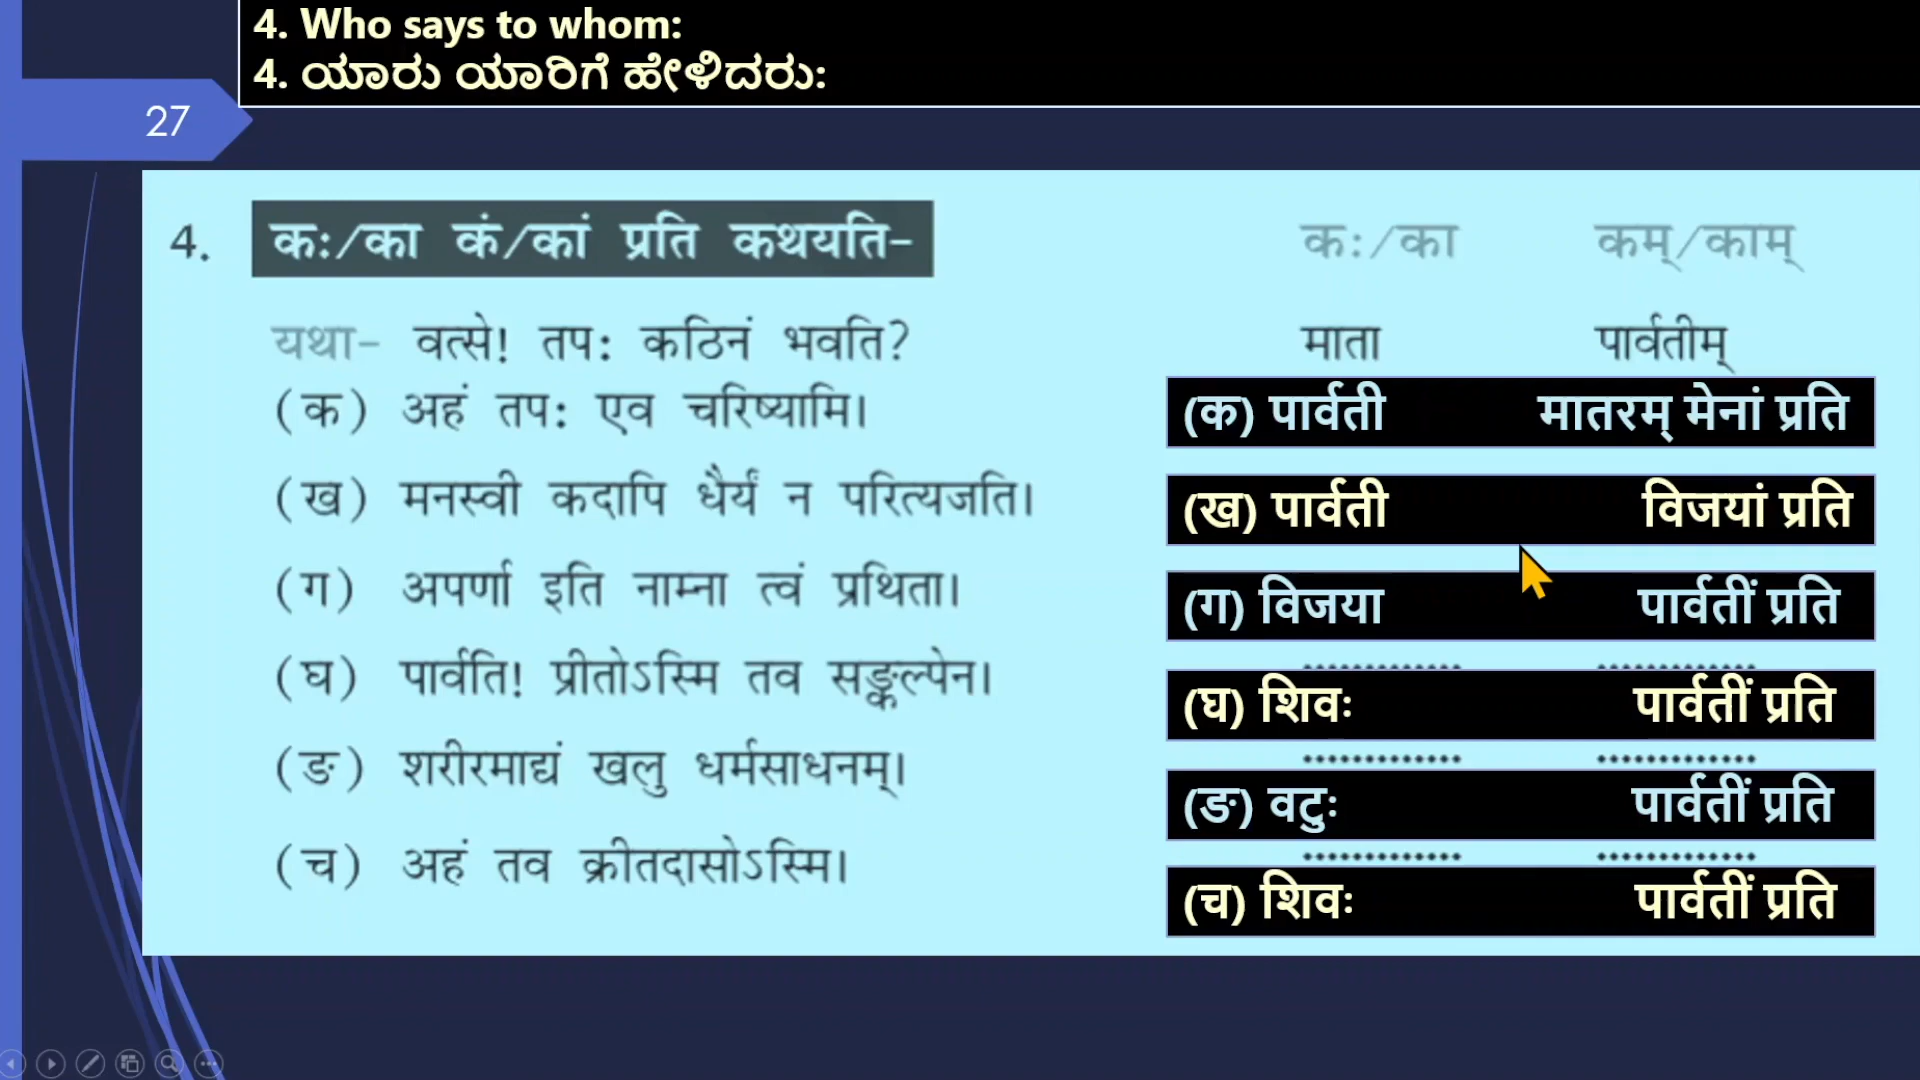 4. Who says to whom:
4. ಯಾರು ಯಾರಿಗೆ ಹೇಳಿದರು:
27
4. कः/का कं/कां प्रति कथयति- कः/का कम्/काम्
यथा- वत्से! तपः कठिनं भवति? माता पार्वतीम्
(क) अहं तपः एव चरिष्यामि। (क) पार्वती मातरम् मेनां प्रति
(ख) मनस्वी कदापि धैर्यं न परित्यजति। (ख) पार्वती विजयां प्रति
(ग) अपर्णा इति नाम्ना त्वं प्रथिता। (ग) विजया पार्वतीं प्रति
(घ) पार्वति! प्रीतोऽस्मि तव सङ्कल्पेन। (घ) शिवः पार्वतीं प्रति
(ङ) शरीरमाद्यं खलु धर्मसाधनम्। (ङ) वटुः पार्वतीं प्रति
(च) अहं तव क्रीतदासोऽस्मि। (च) शिवः पार्वतीं प्रति